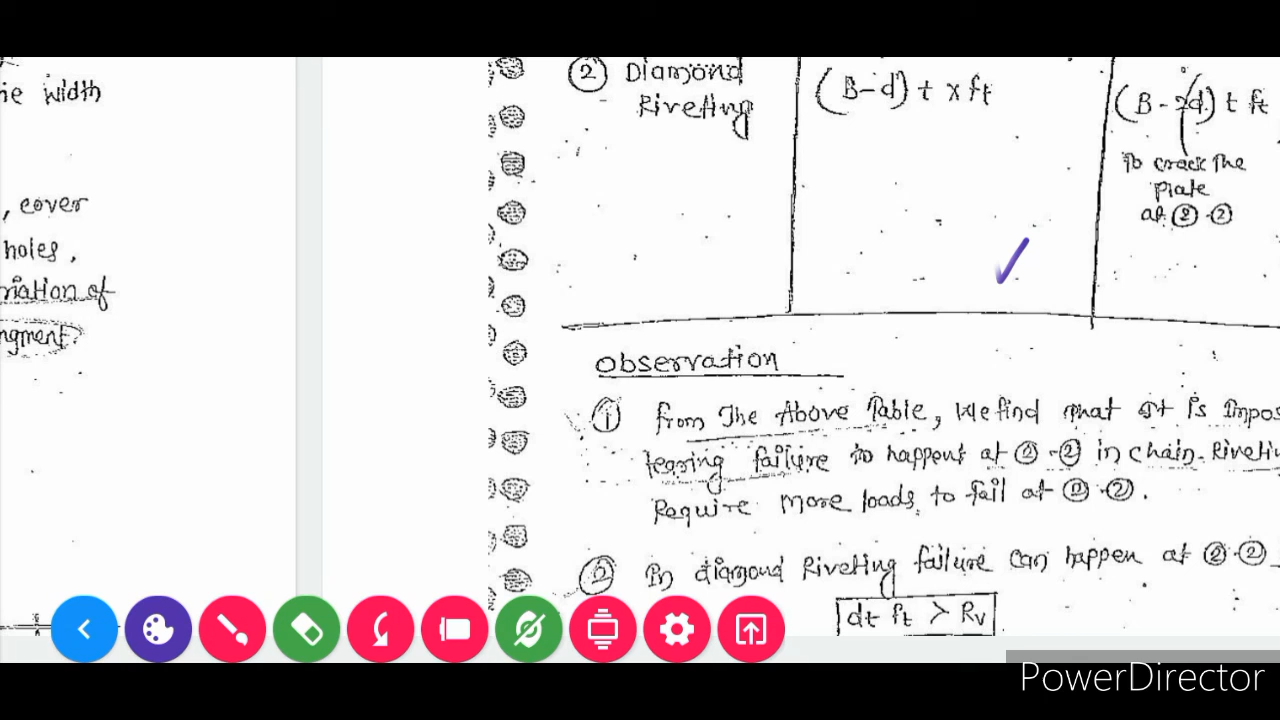 ie width
, cover
holes,
riation of
ngment.
② Diamond
Riveting
(B-d) t x ft
(B - 2d) t ft
To crack The
plate
at ② - ②
Observation
① from The Above Table, We find that it is Impos
tearing failure to happen at ② - ② in chain Riveti
Require More loads, to fail at ② - ②.
② In diamond Riveting failure can happen at ② - ②
dt ft > Rv
PowerDirector